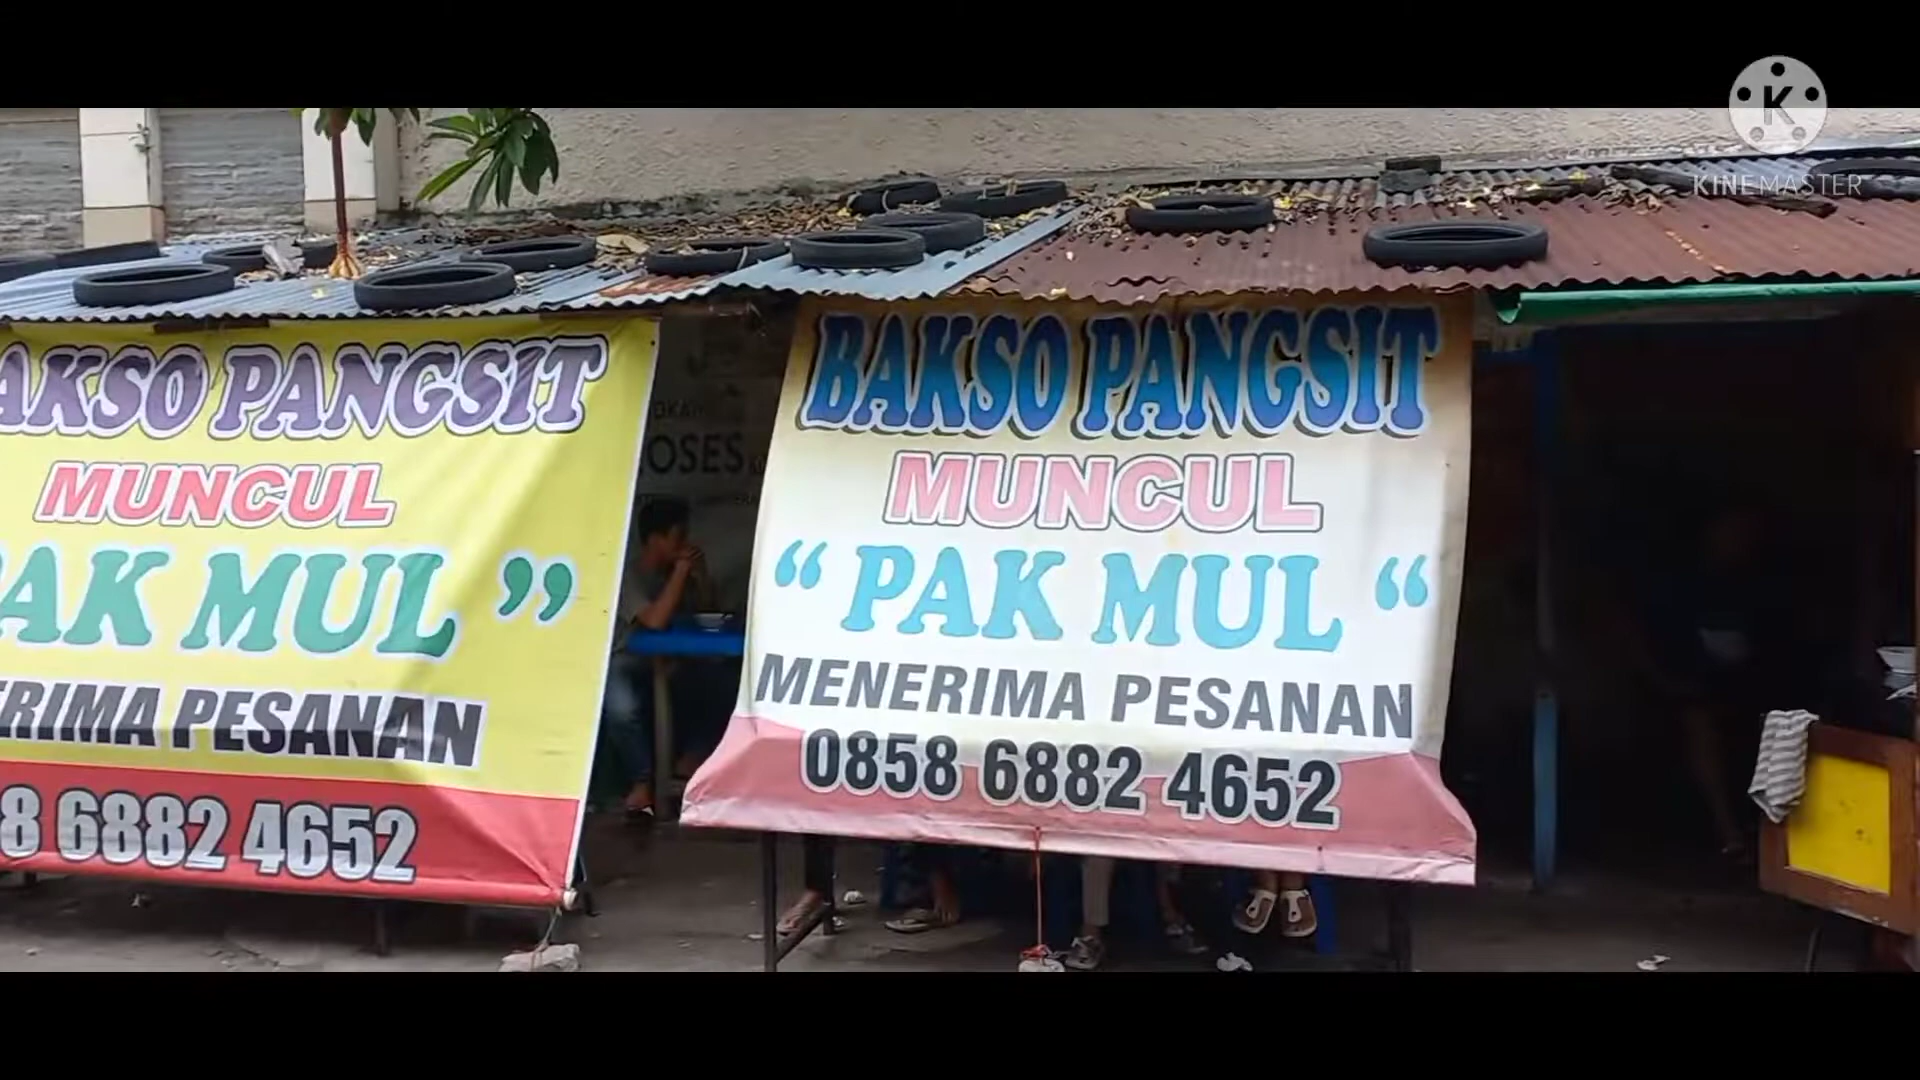 AKSO PANGSIT
MUNCUL
AK MUL ”
ERIMA PESANAN
8 6882 4652
OSES
BAKSO PANGSIT
MUNCUL
“ PAK MUL “
MENERIMA PESANAN
0858 6882 4652
K
KINEMASTER